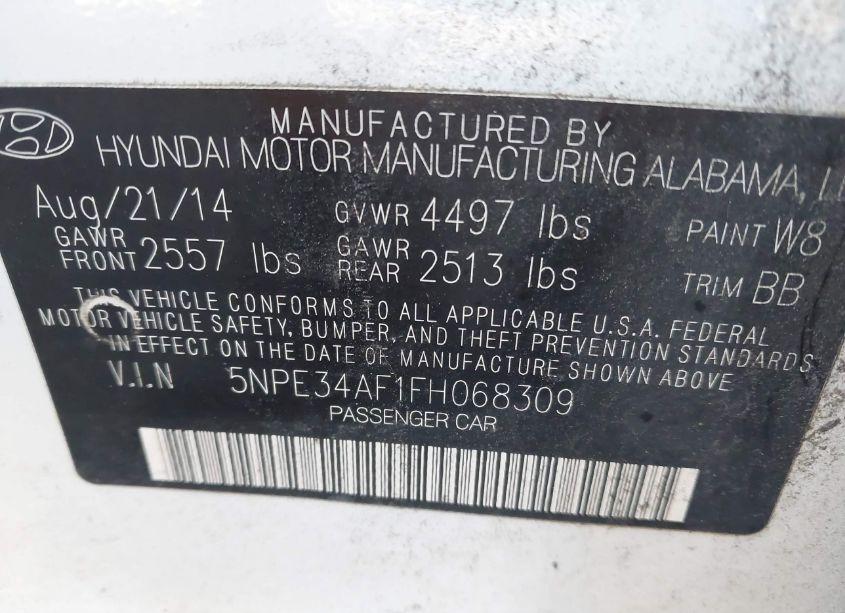 MANUFACTURED BY
HYUNDAI MOTOR MANUFACTURING ALABAMA,
Aug/21/14 GVWR 4497 lbs PAINT W8
GAWR FRONT 2557 lbs GAWR REAR 2513 lbs TRIM BB
THIS VEHICLE CONFORMS TO ALL APPLICABLE U.S.A. FEDERAL
MOTOR VEHICLE SAFETY, BUMPER, AND THEFT PREVENTION STANDARDS
IN EFFECT ON THE DATE OF MANUFACTURE SHOWN ABOVE
V.I.N 5NPE34AF1FH068309
PASSENGER CAR